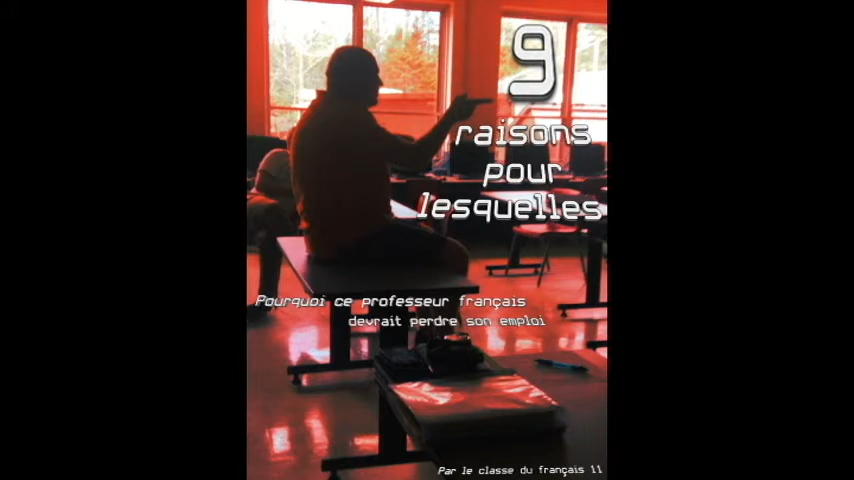 9
raisons
pour
lesquelles
Pourquoi ce professeur français
devrait perdre son emploi
Par le classe du français 11